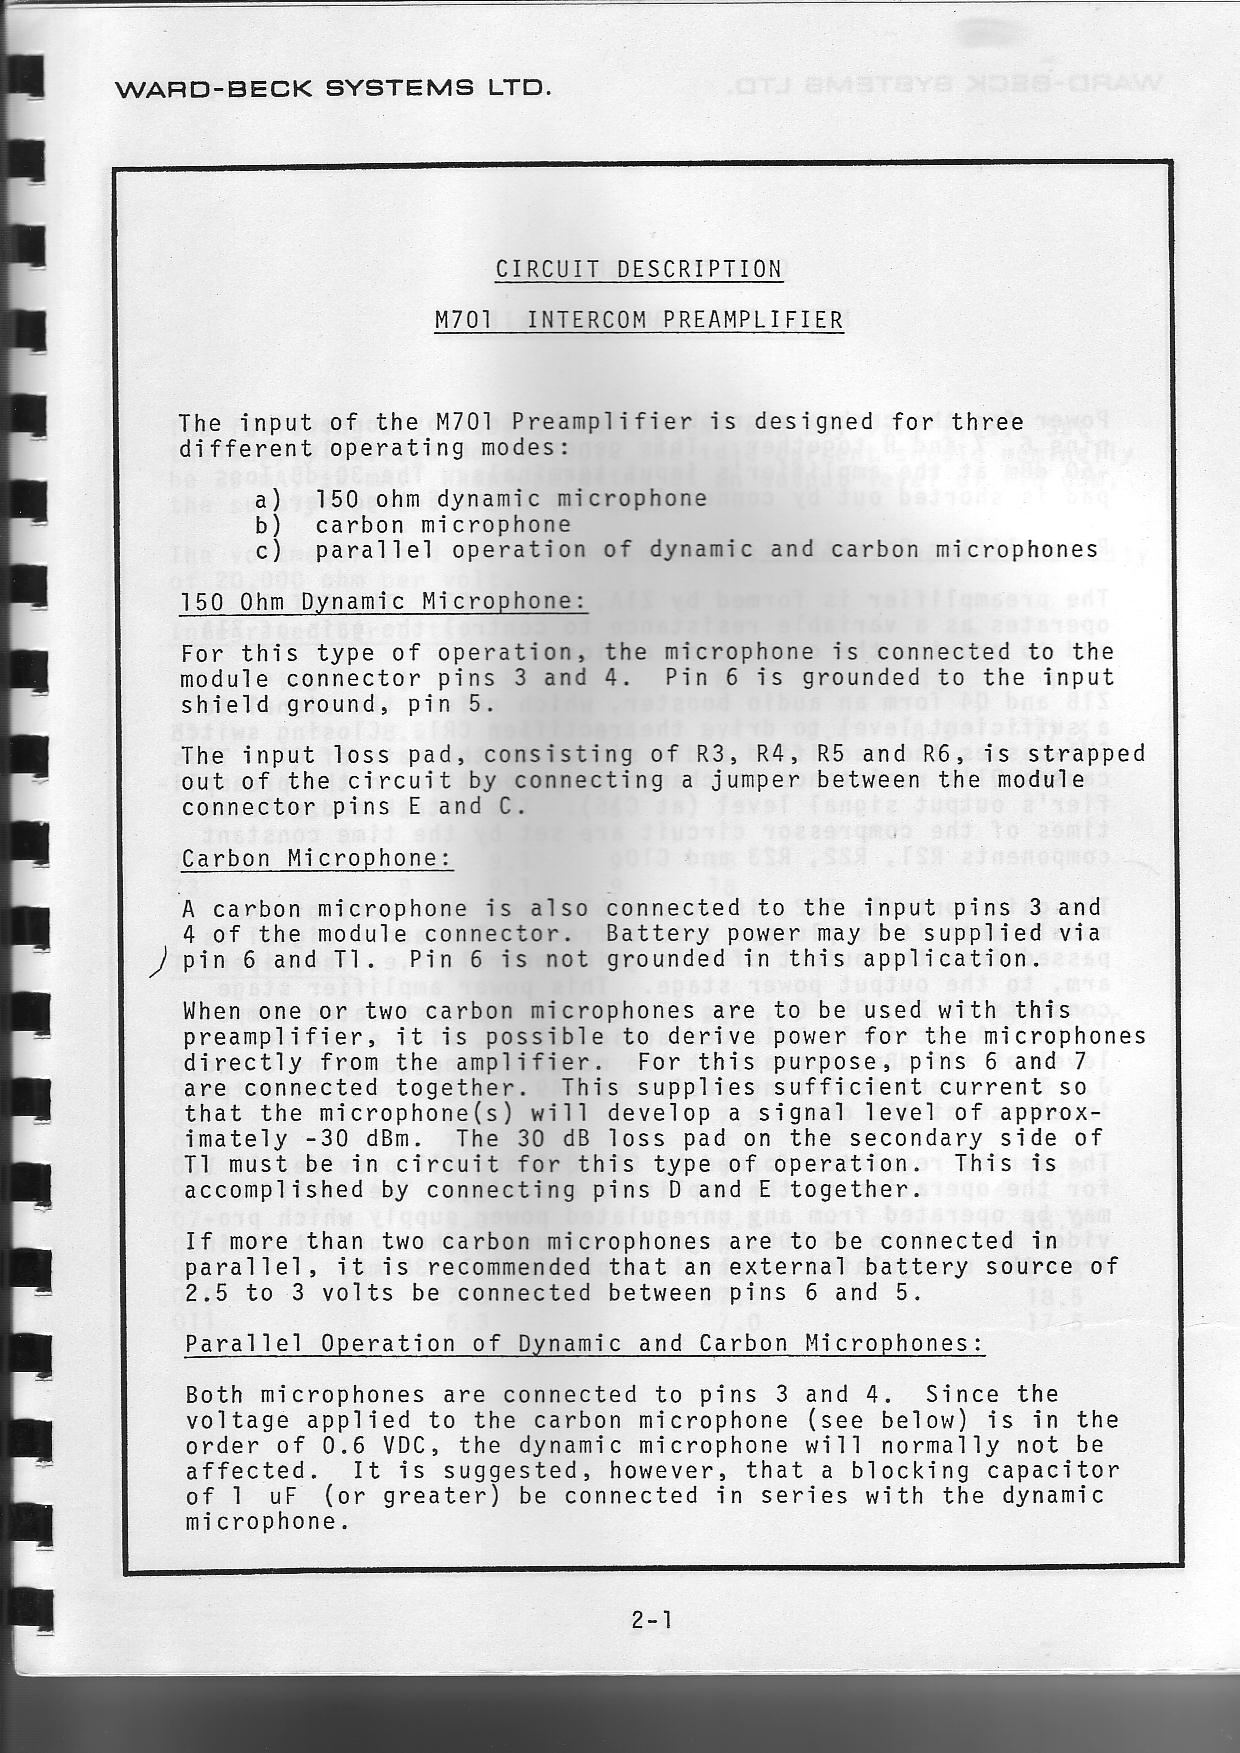 WARD-BECK SYSTEMS LTD.
CIRCUIT DESCRIPTION
M701 INTERCOM PREAMPLIFIER
The input of the M701 Preamplifier is designed for three
different operating modes:
a) 150 ohm dynamic microphone
b) carbon microphone
c) parallel operation of dynamic and carbon microphones
150 Ohm Dynamic Microphone:
For this type of operation, the microphone is connected to the
module connector pins 3 and 4. Pin 6 is grounded to the input
shield ground, pin 5.
The input loss pad, consisting of R3, R4, R5 and R6, is strapped
out of the circuit by connecting a jumper between the module
connector pins E and C.
Carbon Microphone:
A carbon microphone is also connected to the input pins 3 and
4 of the module connector. Battery power may be supplied via
pin 6 and T1. Pin 6 is not grounded in this application.
When one or two carbon microphones are to be used with this
preamplifier, it is possible to derive power for the microphones
directly from the amplifier. For this purpose, pins 6 and 7
are connected together. This supplies sufficient current so
that the microphone(s) will develop a signal level of approx-
imately -30 dBm. The 30 dB loss pad on the secondary side of
T1 must be in circuit for this type of operation. This is
accomplished by connecting pins D and E together.
If more than two carbon microphones are to be connected in
parallel, it is recommended that an external battery source of
2.5 to 3 volts be connected between pins 6 and 5.
Parallel Operation of Dynamic and Carbon Microphones:
Both microphones are connected to pins 3 and 4. Since the
voltage applied to the carbon microphone (see below) is in the
order of 0.6 VDC, the dynamic microphone will normally not be
affected. It is suggested, however, that a blocking capacitor
of 1 uF (or greater) be connected in series with the dynamic
microphone.
2-1